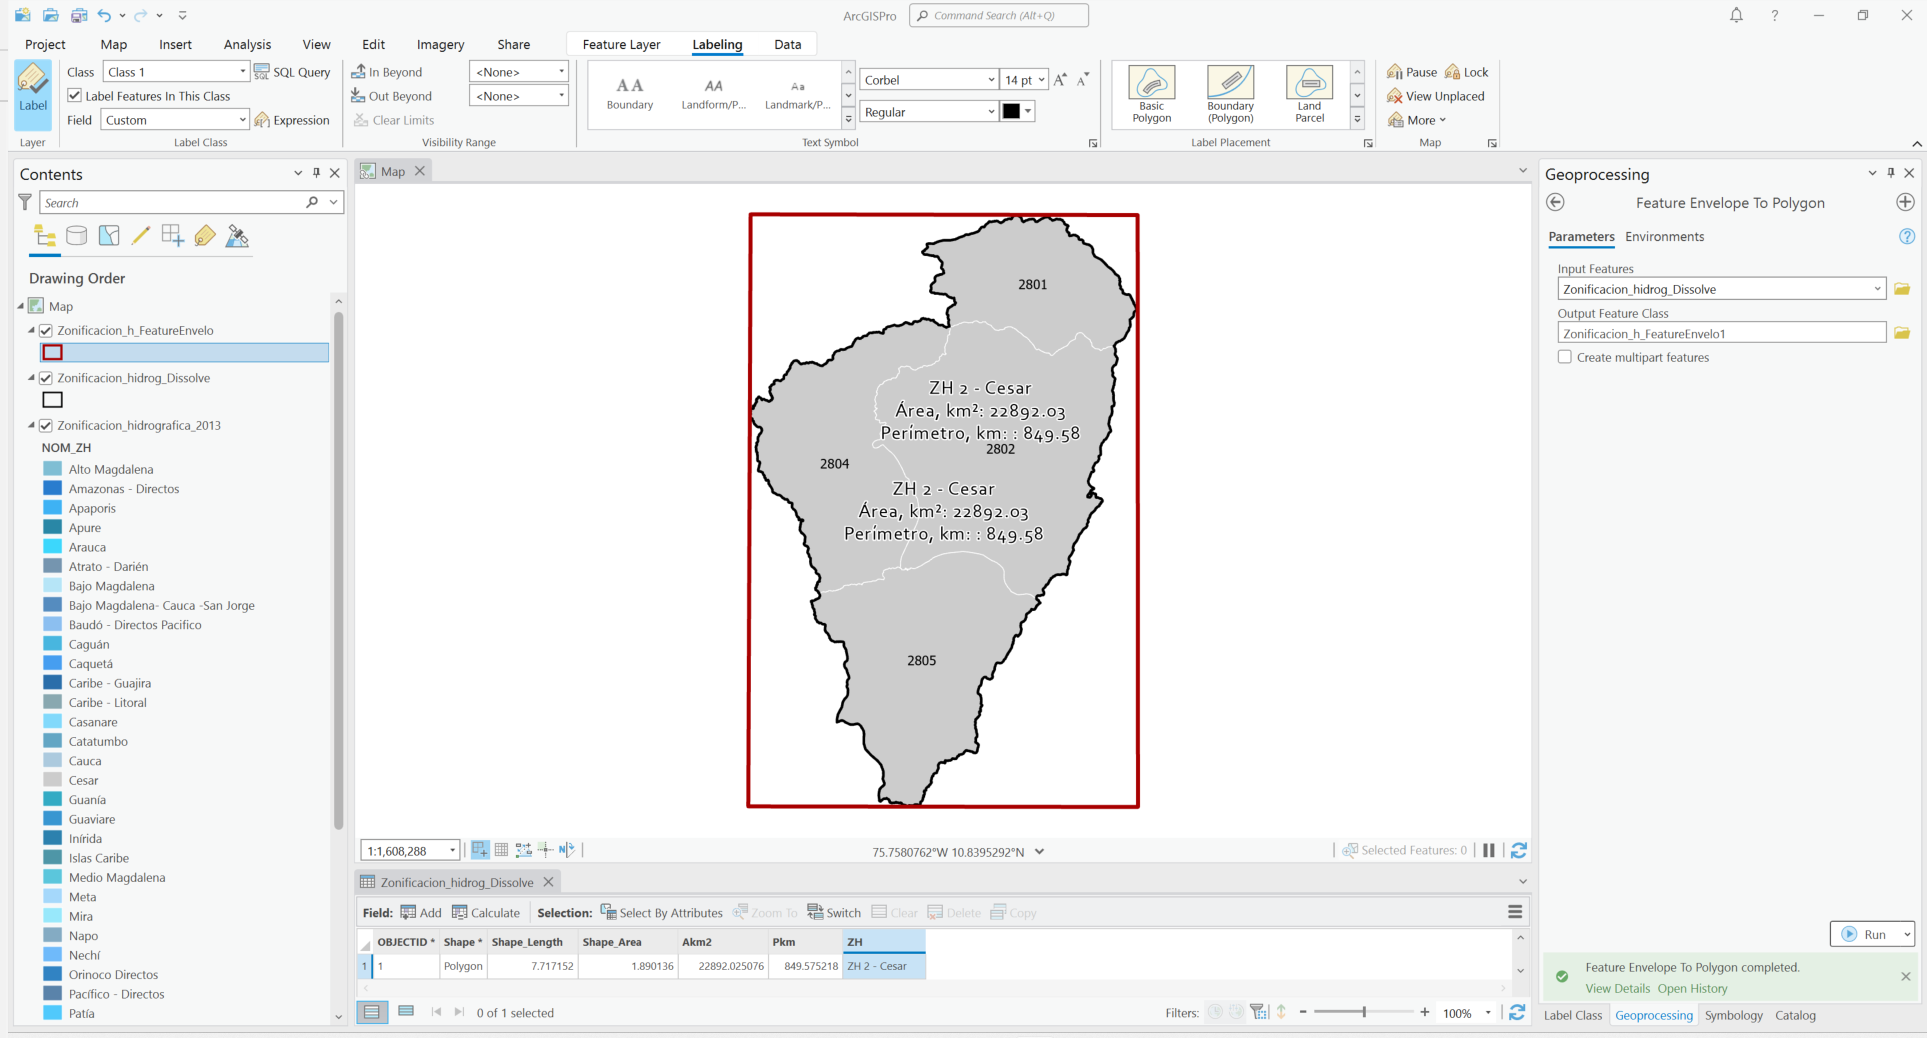 ArcGISPro
Command Search (Alt+Q)
Project Map Insert Analysis View Edit Imagery Share Feature Layer Labeling Data
Label
Class Class 1 SQL SQL Query
Label Features In This Class
Field Custom Expression
Layer
Label Class
In Beyond <None>
Out Beyond <None>
Clear Limits
Visibility Range
AA AA Aa
Boundary Landform/P... Landmark/P...
Corbel 14 pt A A
Regular
Text Symbol
Basic Polygon
Boundary (Polygon)
Land Parcel
Label Placement
Pause Lock
View Unplaced
More
Map
Contents
Search
Drawing Order
Map
Zonificacion_h_FeatureEnvelo
Zonificacion_hidrog_Dissolve
Zonificacion_hidrografica_2013
NOM_ZH
Alto Magdalena
Amazonas - Directos
Apaporis
Apure
Arauca
Atrato - Darién
Bajo Magdalena
Bajo Magdalena- Cauca -San Jorge
Baudó - Directos Pacifico
Caguán
Caquetá
Caribe - Guajira
Caribe - Litoral
Casanare
Catatumbo
Cauca
Cesar
Guanía
Guaviare
Inírida
Islas Caribe
Medio Magdalena
Meta
Mira
Napo
Nechí
Orinoco Directos
Pacífico - Directos
Patía
Map
2801
ZH 2 - Cesar
Área, km²: 22892.03
Perímetro, km: : 849.58
2802
2804
ZH 2 - Cesar
Área, km²: 22892.03
Perímetro, km: : 849.58
2805
1:1,608,288
75.7580762°W 10.8395292°N
Selected Features: 0
Zonificacion_hidrog_Dissolve
Field: Add Calculate Selection: Select By Attributes Zoom To Switch Clear Delete Copy
OBJECTID * Shape * Shape_Length Shape_Area Akm2 Pkm ZH
1 1 Polygon 7.717152 1.890136 22892.025076 849.575218 ZH 2 - Cesar
0 of 1 selected
Filters:
100%
Geoprocessing
Feature Envelope To Polygon
Parameters Environments
Input Features
Zonificacion_hidrog_Dissolve
Output Feature Class
Zonificacion_h_FeatureEnvelo1
Create multipart features
Run
Feature Envelope To Polygon completed.
View Details Open History
Label Class Geoprocessing Symbology Catalog